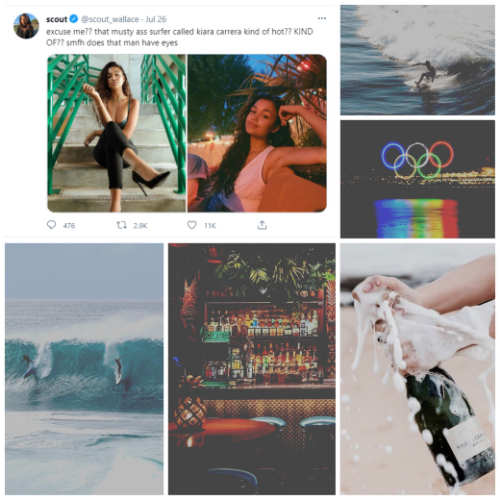 scout @scout_wallace · Jul 26
excuse me?? that musty ass surfer called kiara carrera kind of hot?? KIND
OF?? smfh does that man have eyes
476 2.9K 11K